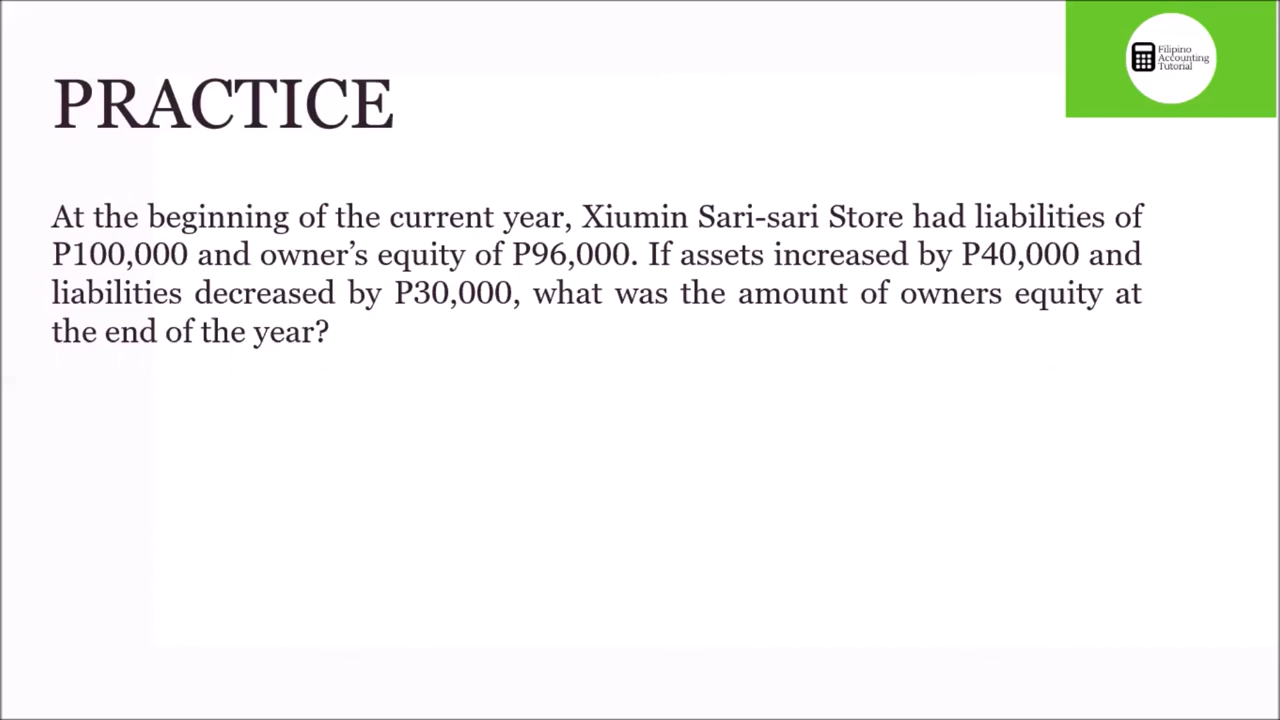 PRACTICE
Filipino
Accounting
Tutorial
At the beginning of the current year, Xiumin Sari-sari Store had liabilities of
P100,000 and owner’s equity of P96,000. If assets increased by P40,000 and
liabilities decreased by P30,000, what was the amount of owners equity at
the end of the year?